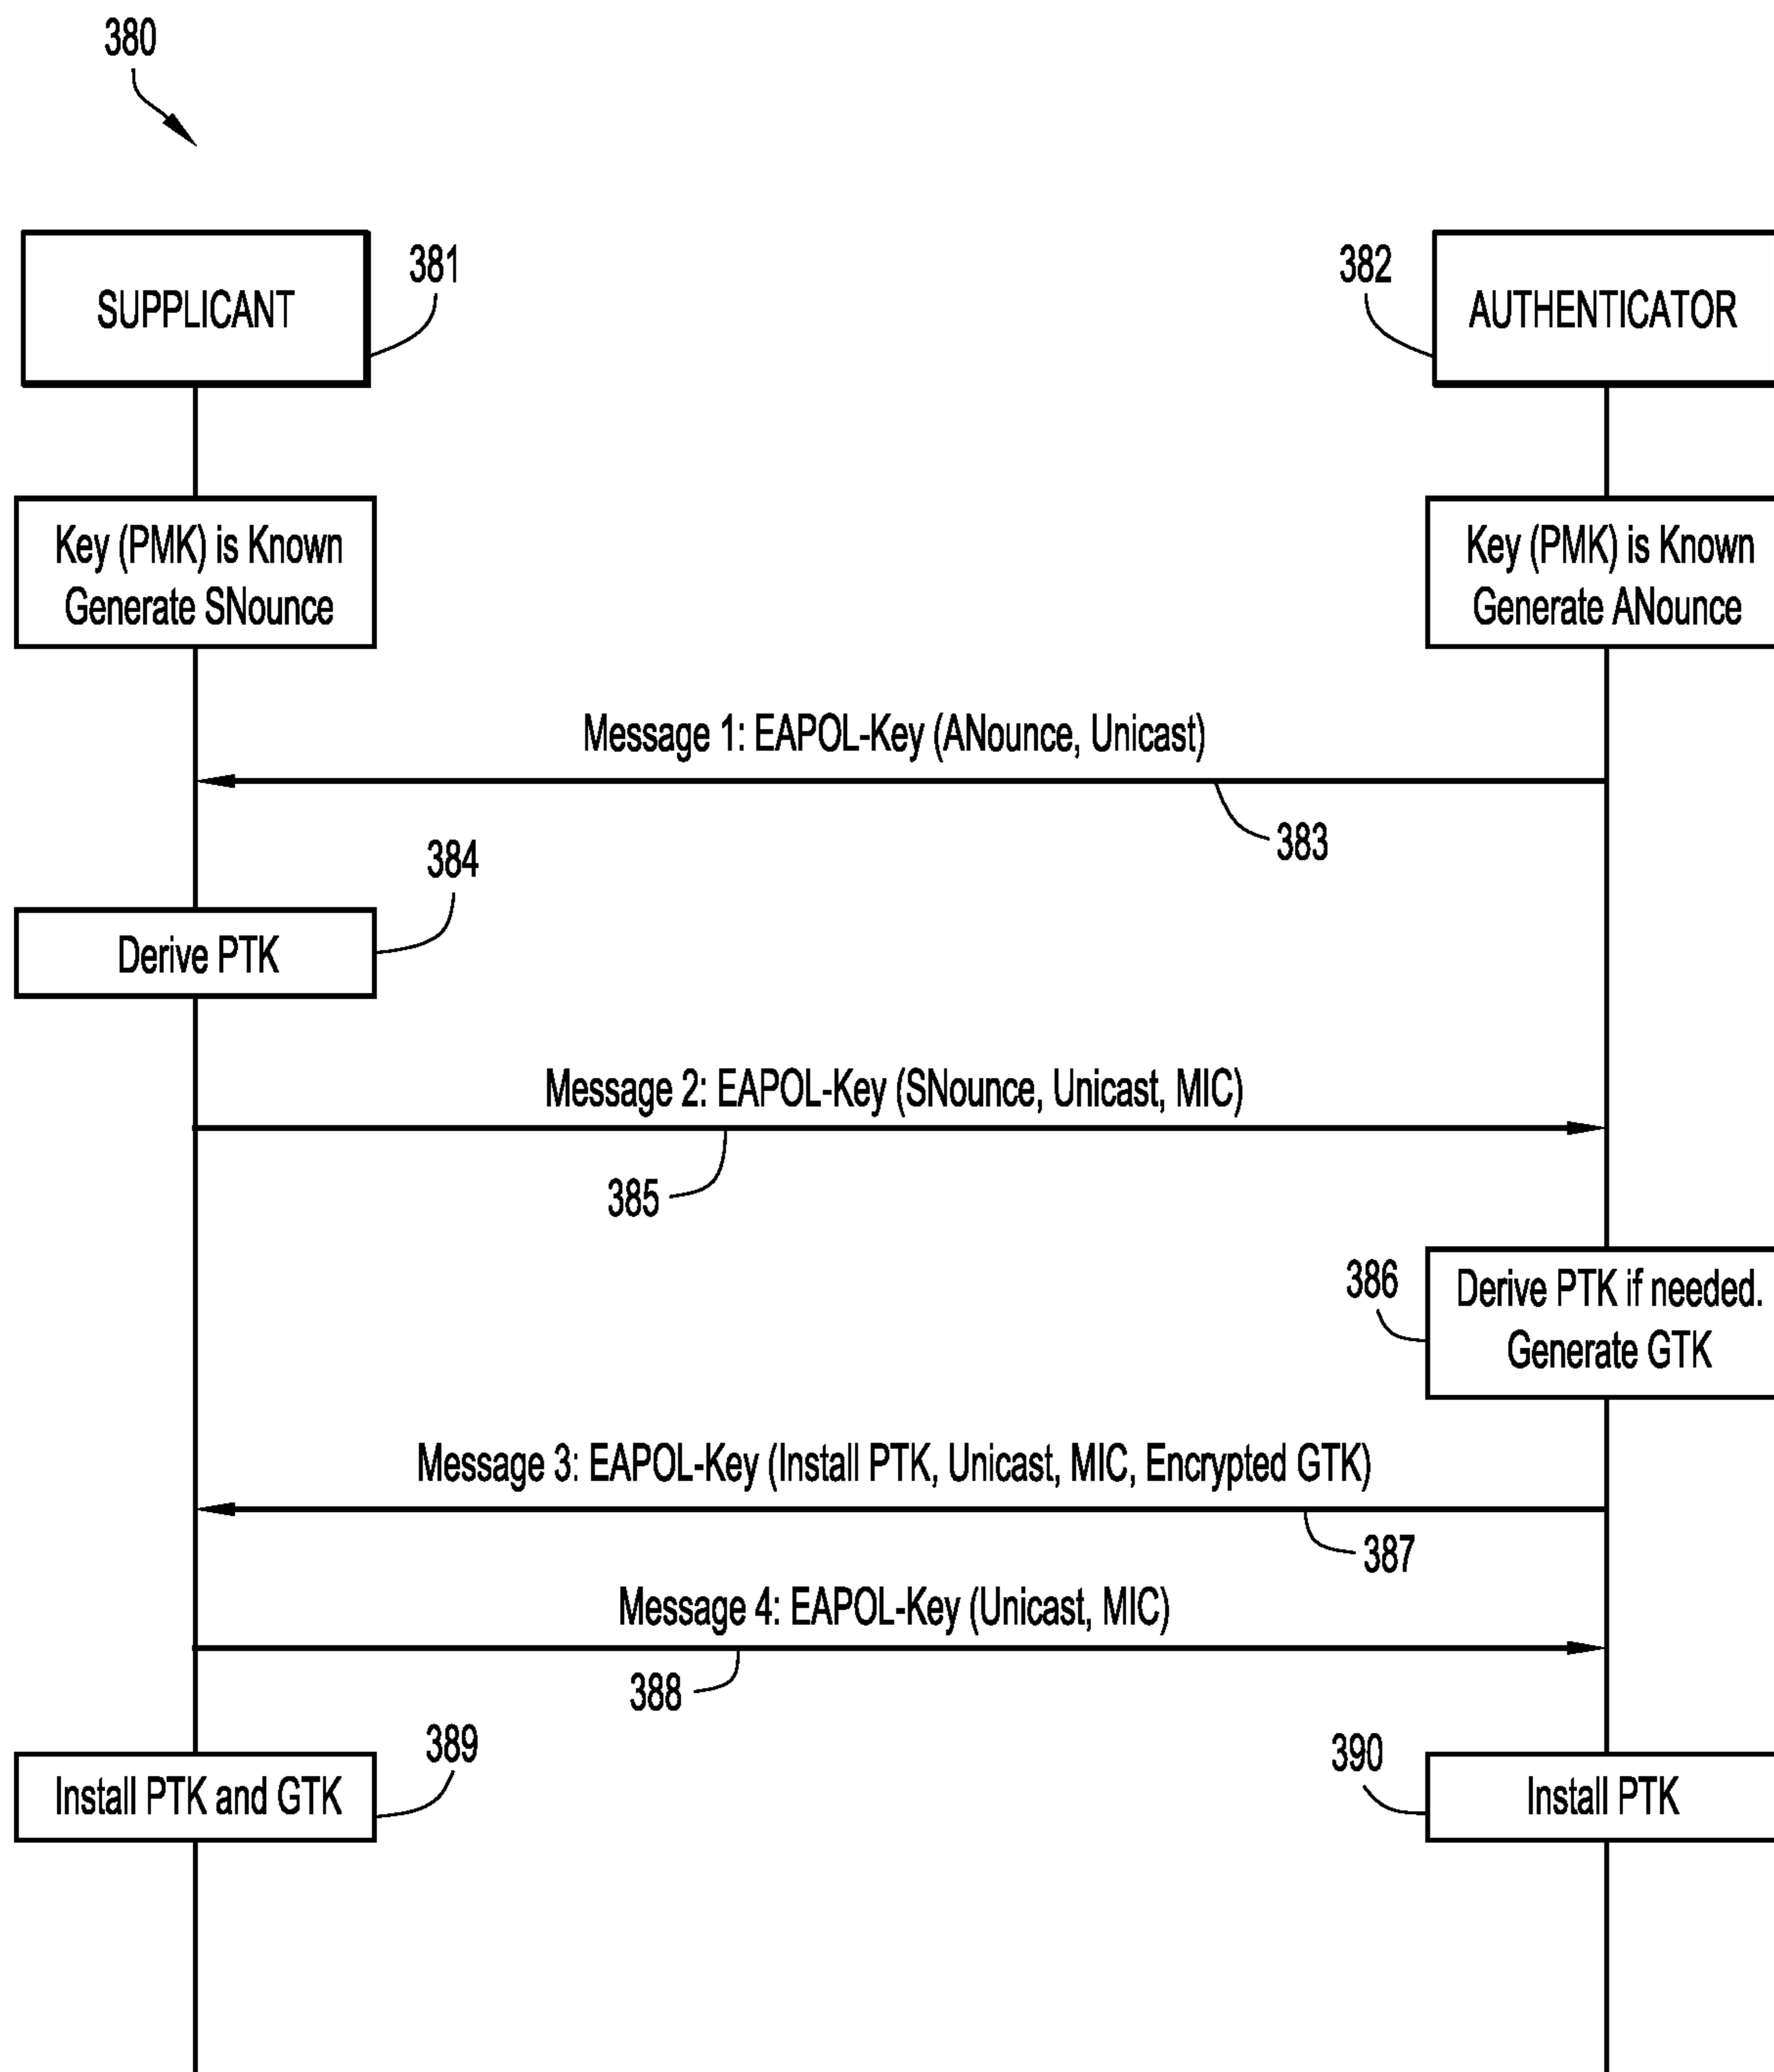 380
SUPPLICANT
381
382
AUTHENTICATOR
Key (PMK) is Known
Generate SNounce
Key (PMK) is Known
Generate ANounce
Message 1: EAPOL-Key (ANounce, Unicast)
383
384
Derive PTK
Message 2: EAPOL-Key (SNounce, Unicast, MIC)
385
386
Derive PTK if needed.
Generate GTK
Message 3: EAPOL-Key (Install PTK, Unicast, MIC, Encrypted GTK)
387
Message 4: EAPOL-Key (Unicast, MIC)
388
389
Install PTK and GTK
390
Install PTK